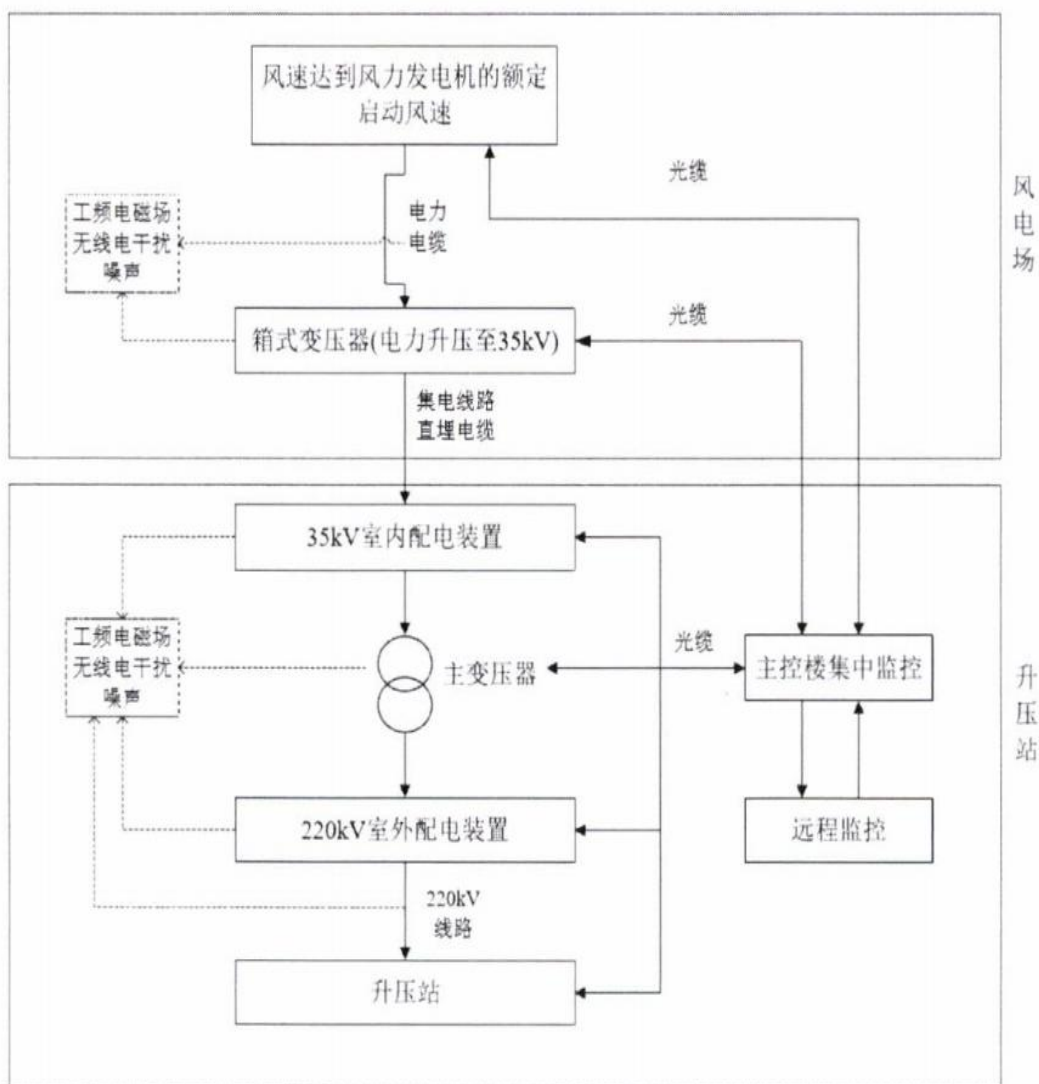 风速达到风力发电机的额定
启动风速
光缆
风
电
场
工频电磁场
无线电干扰
噪声
电力
电缆
光缆
箱式变压器(电力升压至35kV)
集电线路
直埋电缆
35kV室内配电装置
工频电磁场
无线电干扰
噪声
主变压器
光缆
主控楼集中监控
升
压
站
220kV室外配电装置
远程监控
220kV
线路
升压站